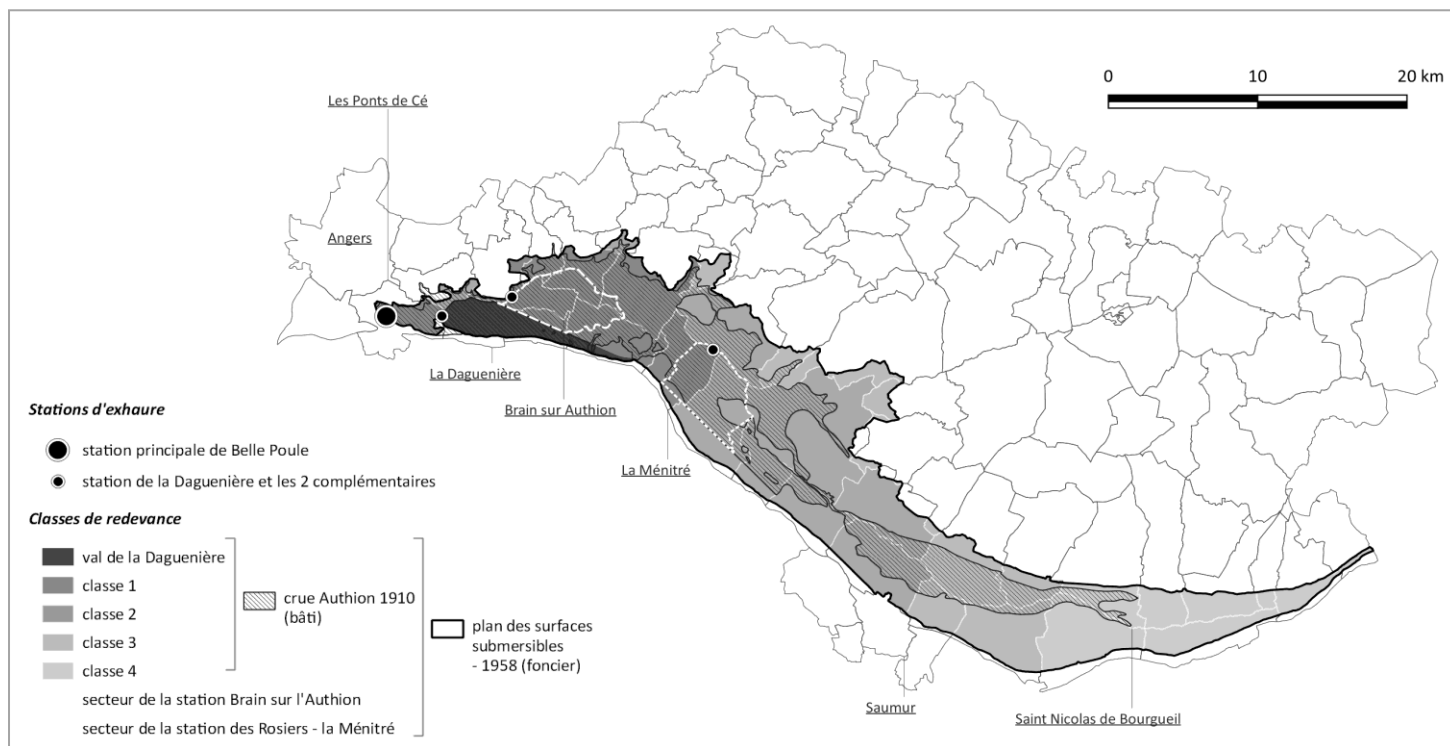 0 10 20 km
Les Ponts de Cé
Angers
La Daguenière
Brain sur Authion
La Ménitré
Saumur
Saint Nicolas de Bourgueil
Stations d'exhaure
station principale de Belle Poule
station de la Daguenière et les 2 complémentaires
Classes de redevance
val de la Daguenière
classe 1
classe 2
classe 3
classe 4
secteur de la station Brain sur l'Authion
secteur de la station des Rosiers - la Ménitré
crue Authion 1910
(bâti)
plan des surfaces
submersibles
- 1958 (foncier)